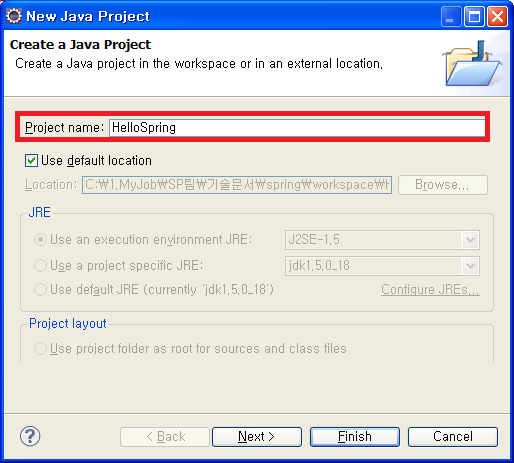 New Java Project
Create a Java Project
Create a Java project in the workspace or in an external location.
Project name: HelloSpring
Use default location
Location: C:\1.MyJob\SP팀\기술문서\spring\workspace\H Browse...
JRE
Use an execution environment JRE: J2SE-1.5
Use a project specific JRE: jdk1.5.0_18
Use default JRE (currently 'jdk1.5.0_18') Configure JREs...
Project layout
Use project folder as root for sources and class files
? < Back Next > Finish Cancel